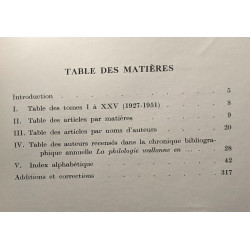 TABLE DES MATIÈRES
Introduction 5
I. Table des tomes I à XXV (1927-1951) 8
II. Table des articles par matières 9
III. Table des articles par noms d'auteurs 20
IV. Table des auteurs recensés dans la chronique bibliogra-
phique annuelle La philologie wallonne en ... 28
V. Index alphabétique 42
Additions et corrections 317